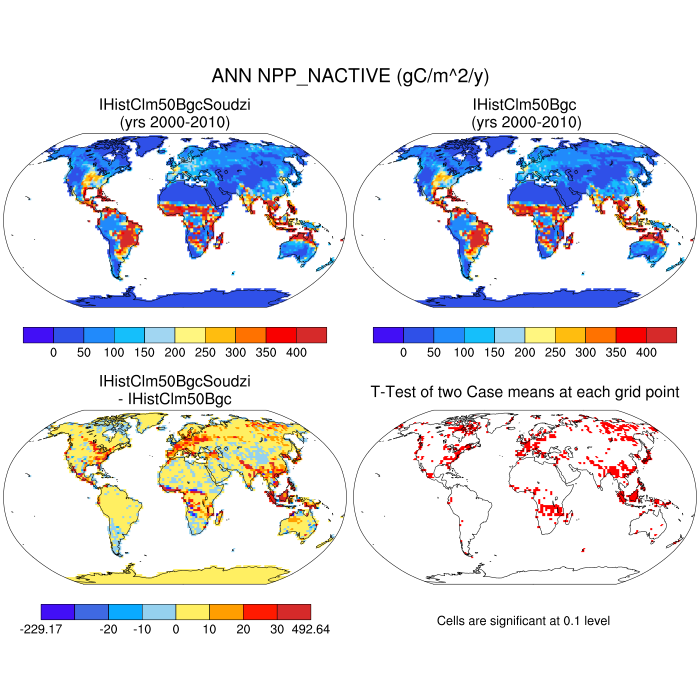 ANN NPP_NACTIVE (gC/m^2/y)
IHistClm50BgcSoudzi
(yrs 2000-2010)
IHistClm50Bgc
(yrs 2000-2010)
0 50 100 150 200 250 300 350 400
0 50 100 150 200 250 300 350 400
IHistClm50BgcSoudzi
- IHistClm50Bgc
T-Test of two Case means at each grid point
-229.17 -20 -10 0 10 20 30 492.64
Cells are significant at 0.1 level